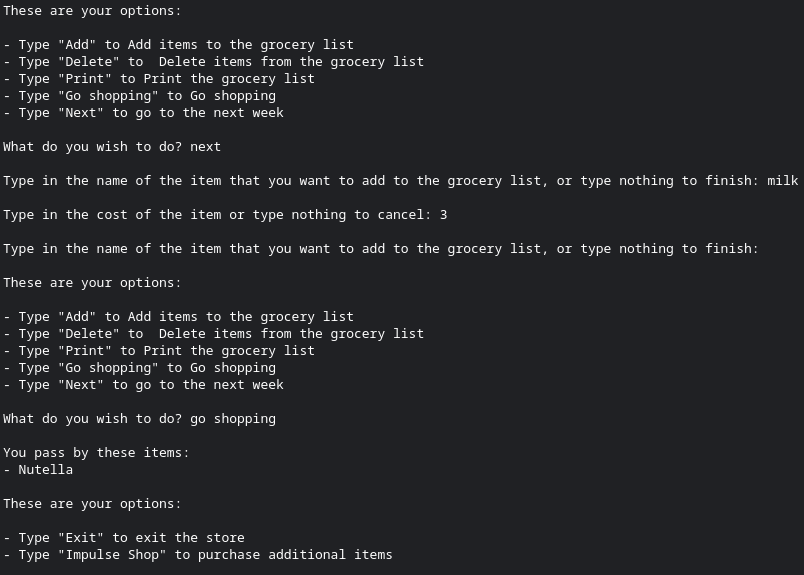 These are your options:
- Type "Add" to Add items to the grocery list
- Type "Delete" to  Delete items from the grocery list
- Type "Print" to Print the grocery list
- Type "Go shopping" to Go shopping
- Type "Next" to go to the next week
What do you wish to do? next
Type in the name of the item that you want to add to the grocery list, or type nothing to finish: milk
Type in the cost of the item or type nothing to cancel: 3
Type in the name of the item that you want to add to the grocery list, or type nothing to finish:
These are your options:
- Type "Add" to Add items to the grocery list
- Type "Delete" to  Delete items from the grocery list
- Type "Print" to Print the grocery list
- Type "Go shopping" to Go shopping
- Type "Next" to go to the next week
What do you wish to do? go shopping
You pass by these items:
- Nutella
These are your options:
- Type "Exit" to exit the store
- Type "Impulse Shop" to purchase additional items